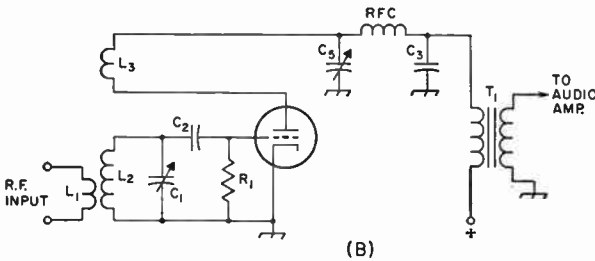 RFC
L3
C5
C3
T1
TO
AUDIO
AMP.
C2
R.F.
INPUT
L1
L2
C1
R1
+
(B)